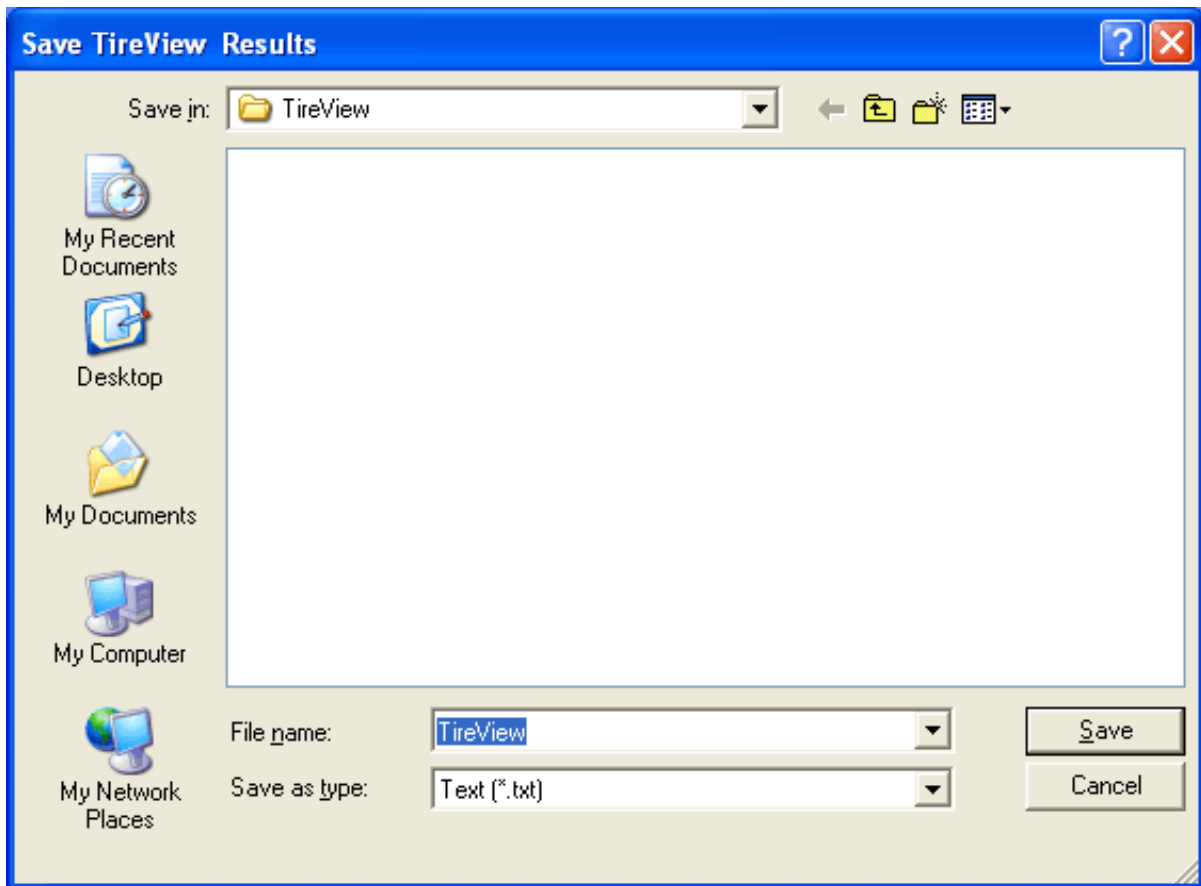 Save TireView Results
Save in: TireView
My Recent
Documents
Desktop
My Documents
My Computer
My Network
Places
File name: TireView Save
Save as type: Text (*.txt) Cancel